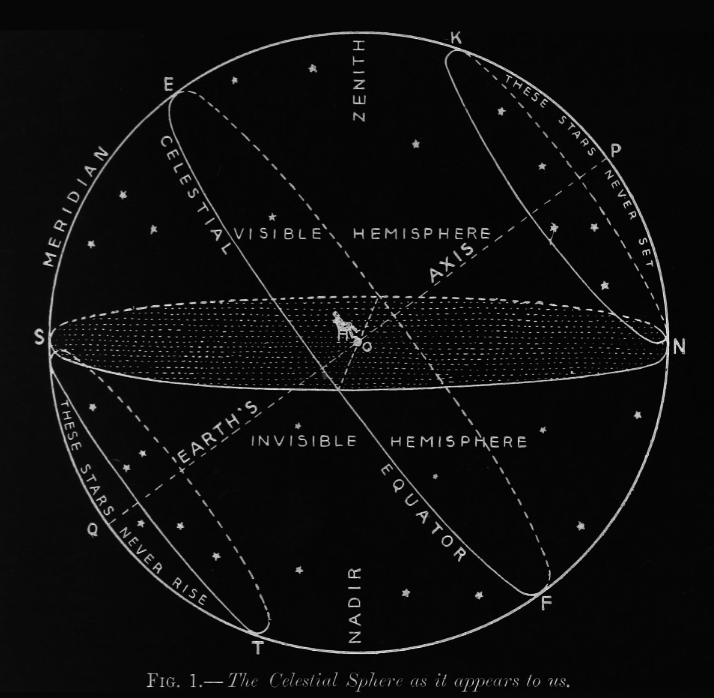 K
ZENITH
E
THESE STARS NEVER SET
P
MERIDIAN
CELESTIAL
VISIBLE HEMISPHERE
AXIS
S
O
N
THESE STARS NEVER RISE
EARTH'S
INVISIBLE HEMISPHERE
EQUATOR
Q
NADIR
F
T
FIG. 1.— The Celestial Sphere as it appears to us.